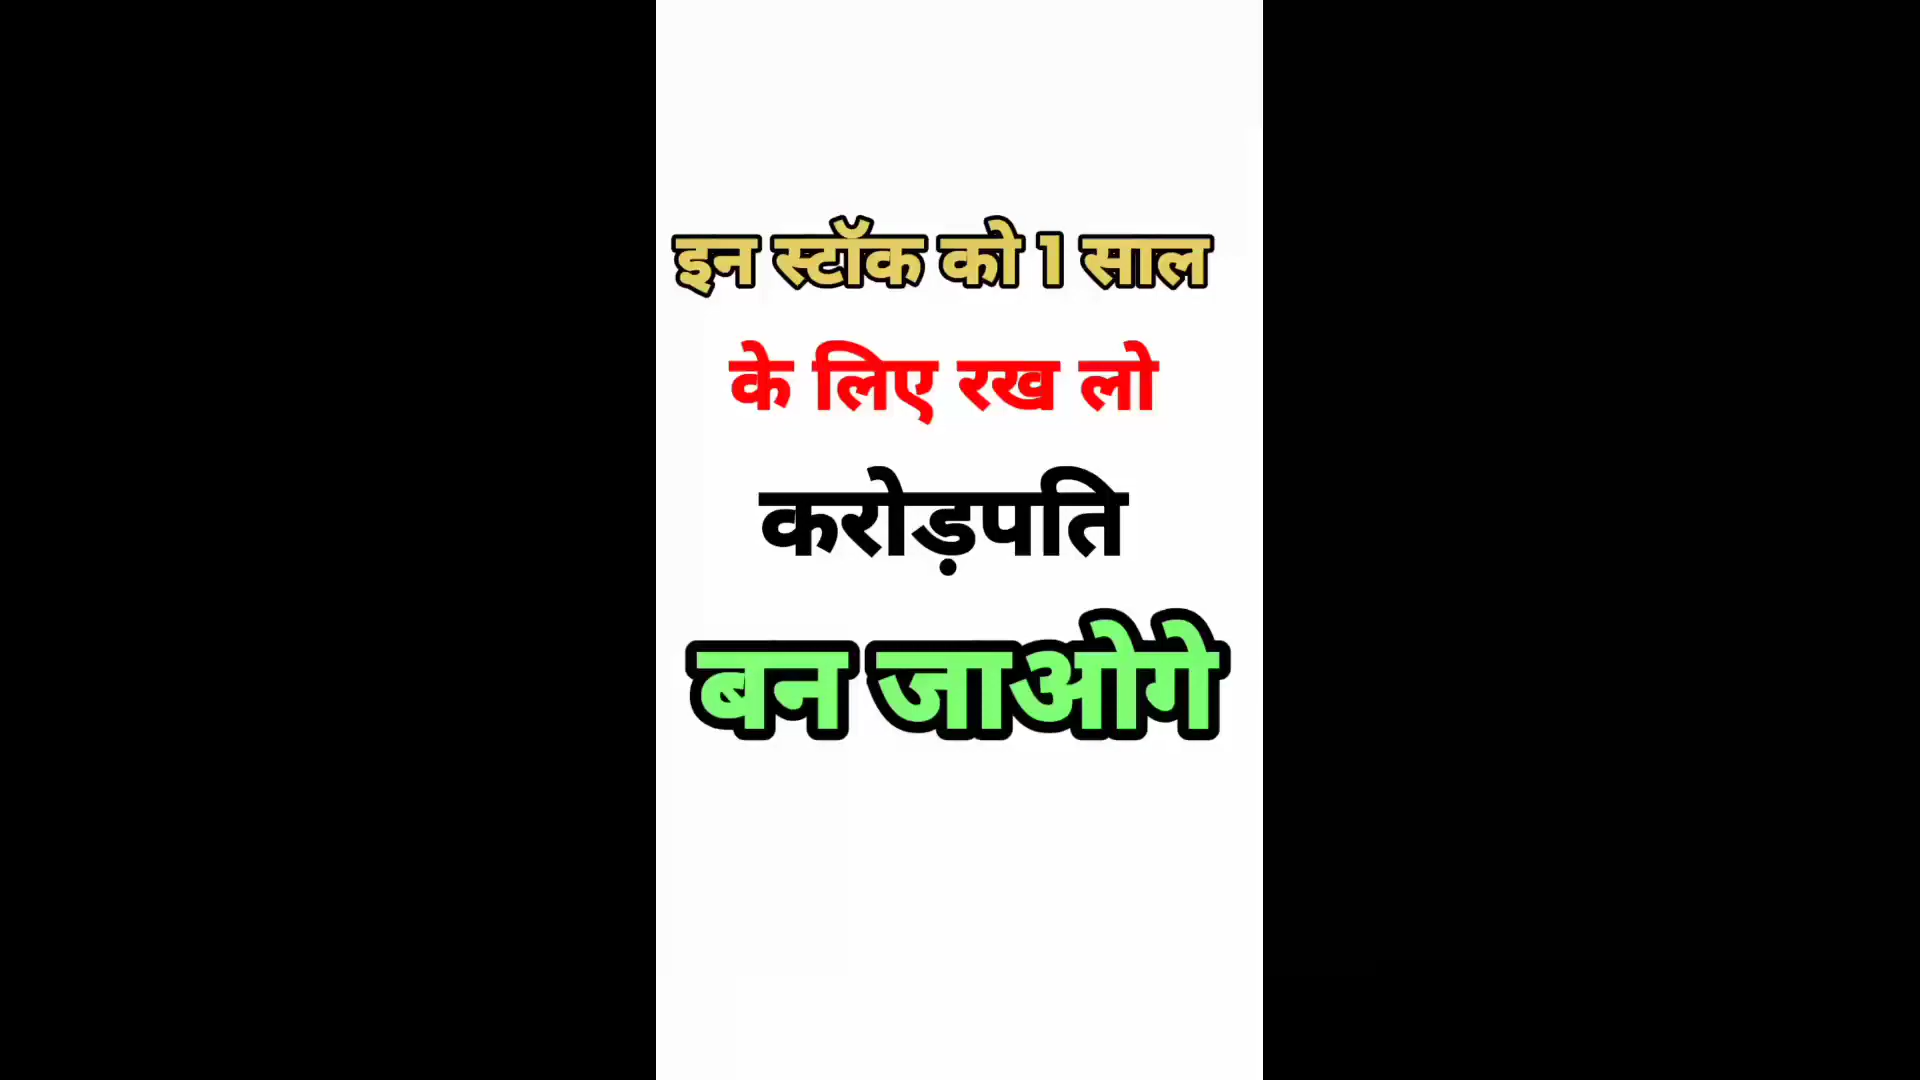 इन स्टॉक को 1 साल
के लिए रख लो
करोड़पति
बन जाओगे